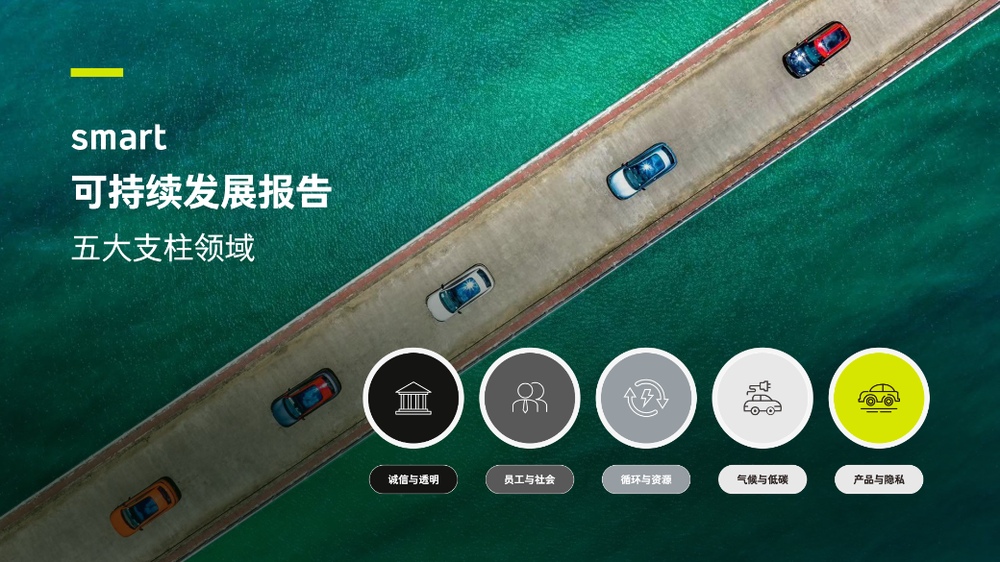 smart
可持续发展报告
五大支柱领域
诚信与透明
员工与社会
循环与资源
气候与低碳
产品与隐私